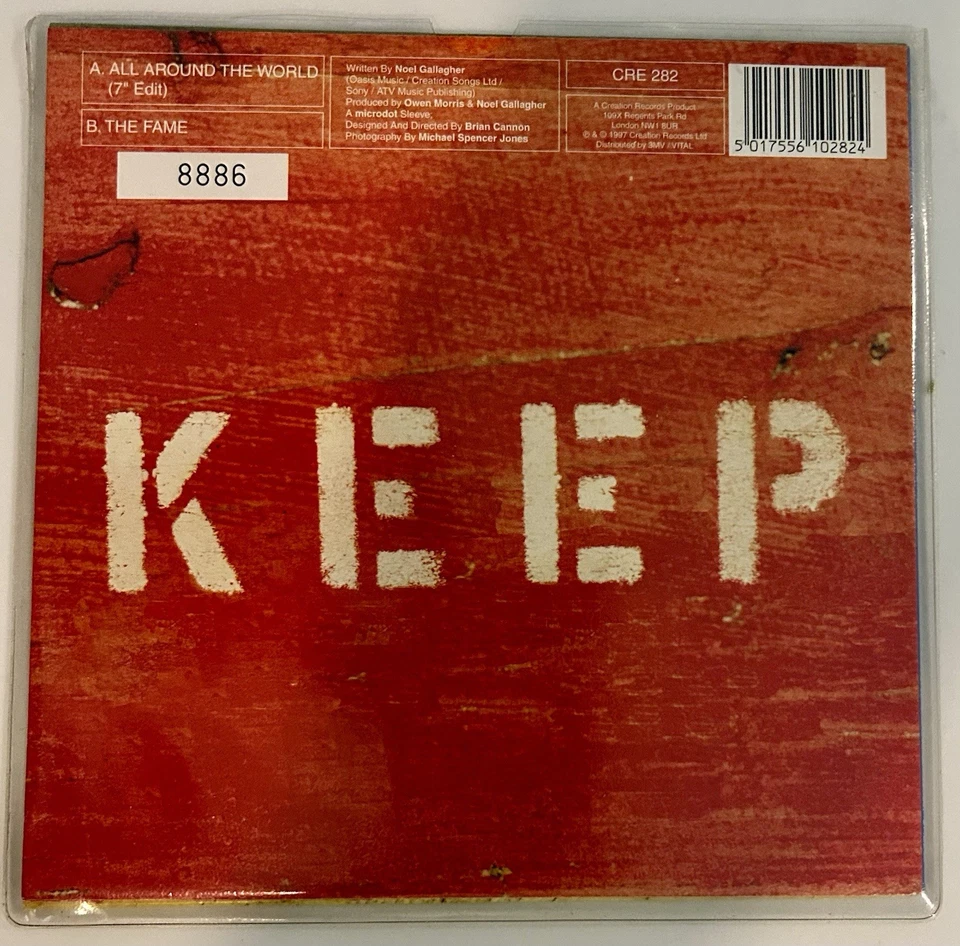 A. ALL AROUND THE WORLD
(7" Edit)
B. THE FAME
Written By Noel Gallagher
(Oasis Music / Creation Songs Ltd /
Sony / ATV Music Publishing)
Produced by Owen Morris & Noel Gallagher
A microdot Sleeve;
Designed And Directed By Brian Cannon
Photography By Michael Spencer Jones
CRE 282
A Creation Records Product
109X Regents Park Rd
London NW1 8UR
℗ & © 1997 Creation Records Ltd
Distributed by 3MV / VITAL
5 017556 102824
8886
KEEP